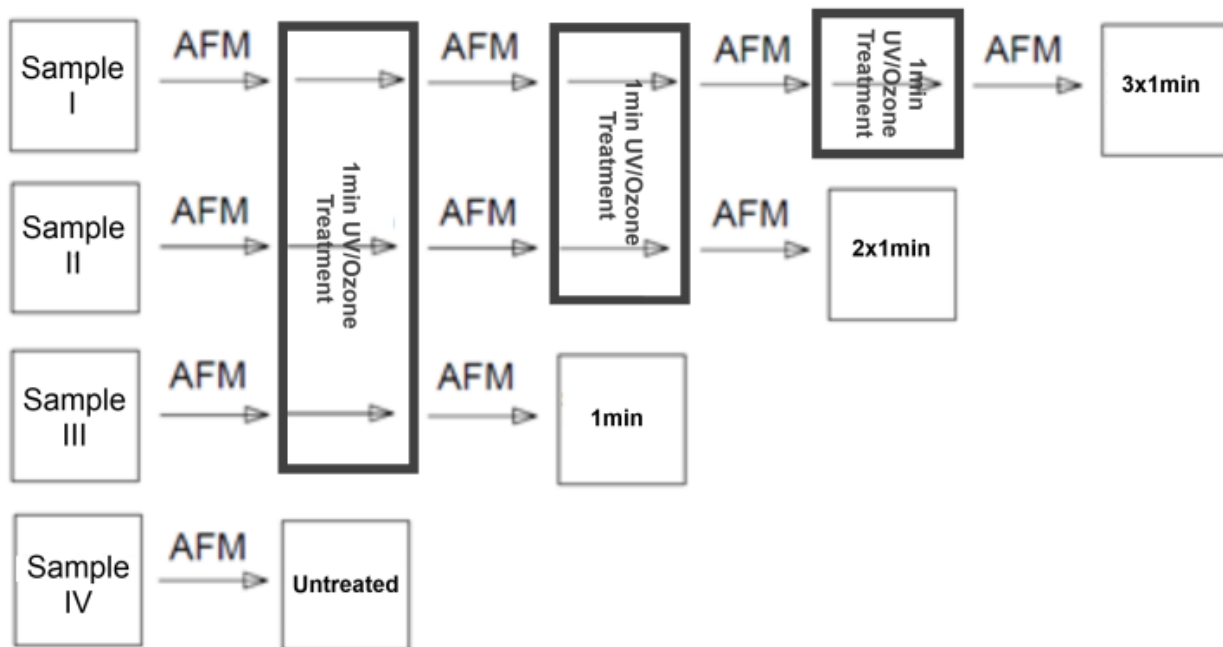 Sample
I
AFM
1min UV/Ozone
Treatment
AFM
1min UV/Ozone
Treatment
AFM
1min
UV/Ozone
Treatment
AFM
3x1min
Sample
II
AFM
AFM
AFM
2x1min
Sample
III
AFM
AFM
1min
Sample
IV
AFM
Untreated